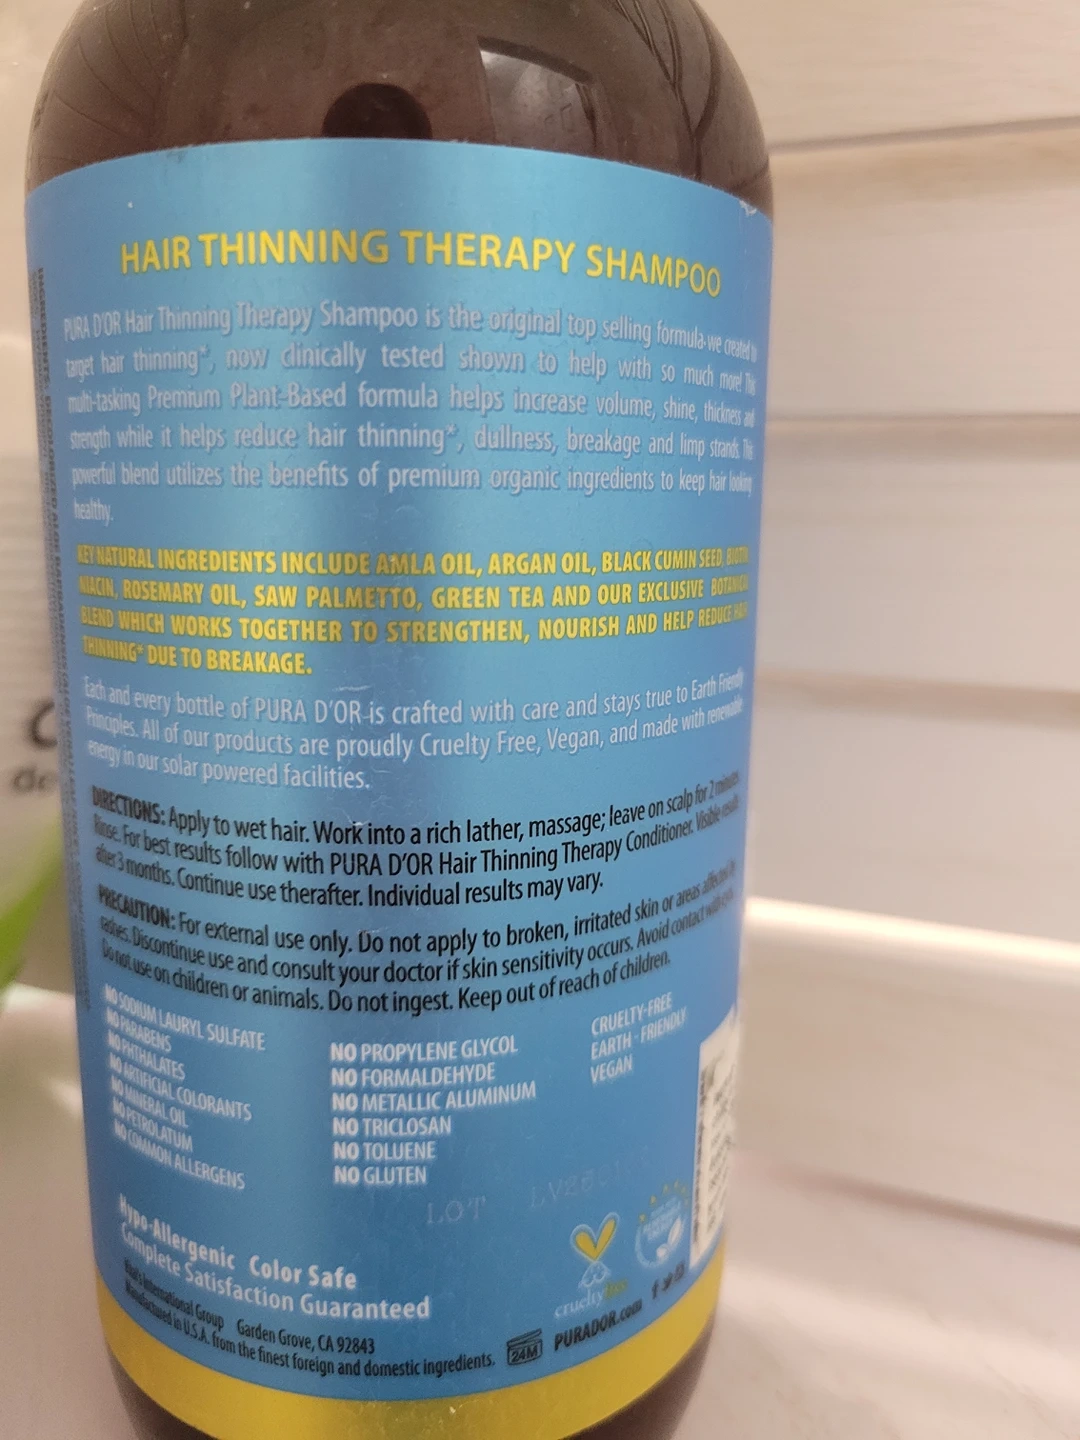 HAIR THINNING THERAPY SHAMPOO
PURA D'OR Hair Thinning Therapy Shampoo is the original top selling formula we created to
target hair thinning*, now clinically tested shown to help with so much more! This
multi-tasking Premium Plant-Based formula helps increase volume, shine, thickness and
strength while it helps reduce hair thinning*, dullness, breakage and limp strands. This
powerful blend utilizes the benefits of premium organic ingredients to keep hair looking
healthy.
KEY NATURAL INGREDIENTS INCLUDE AMLA OIL, ARGAN OIL, BLACK CUMIN SEED, BIOTIN
NIACIN, ROSEMARY OIL, SAW PALMETTO, GREEN TEA AND OUR EXCLUSIVE BOTANICAL
BLEND WHICH WORKS TOGETHER TO STRENGTHEN, NOURISH AND HELP REDUCE HAIR
THINNING* DUE TO BREAKAGE.
Each and every bottle of PURA D'OR is crafted with care and stays true to Earth Friendly
Principles. All of our products are proudly Cruelty Free, Vegan, and made with renewable
energy in our solar powered facilities.
DIRECTIONS: Apply to wet hair. Work into a rich lather, massage; leave on scalp for 2 minutes
Rinse. For best results follow with PURA D'OR Hair Thinning Therapy Conditioner. Visible results
after 3 months. Continue use therafter. Individual results may vary.
PRECAUTION: For external use only. Do not apply to broken, irritated skin or areas affected by
rashes. Discontinue use and consult your doctor if skin sensitivity occurs. Avoid contact with eyes.
Do not use on children or animals. Do not ingest. Keep out of reach of children.
NO SODIUM LAURYL SULFATE
NO PARABENS
NO PHTHALATES
NO ARTIFICIAL COLORANTS
NO MINERAL OIL
NO PETROLATUM
NO COMMON ALLERGENS
NO PROPYLENE GLYCOL
NO FORMALDEHYDE
NO METALLIC ALUMINUM
NO TRICLOSAN
NO TOLUENE
NO GLUTEN
CRUELTY-FREE
EARTH - FRIENDLY
VEGAN
LOT
Hypo-Allergenic Color Safe
Complete Satisfaction Guaranteed
International Group Garden Grove, CA 92843
Manufactured in U.S.A. from the finest foreign and domestic ingredients.
24M
crueltyfree
PURADOR.com